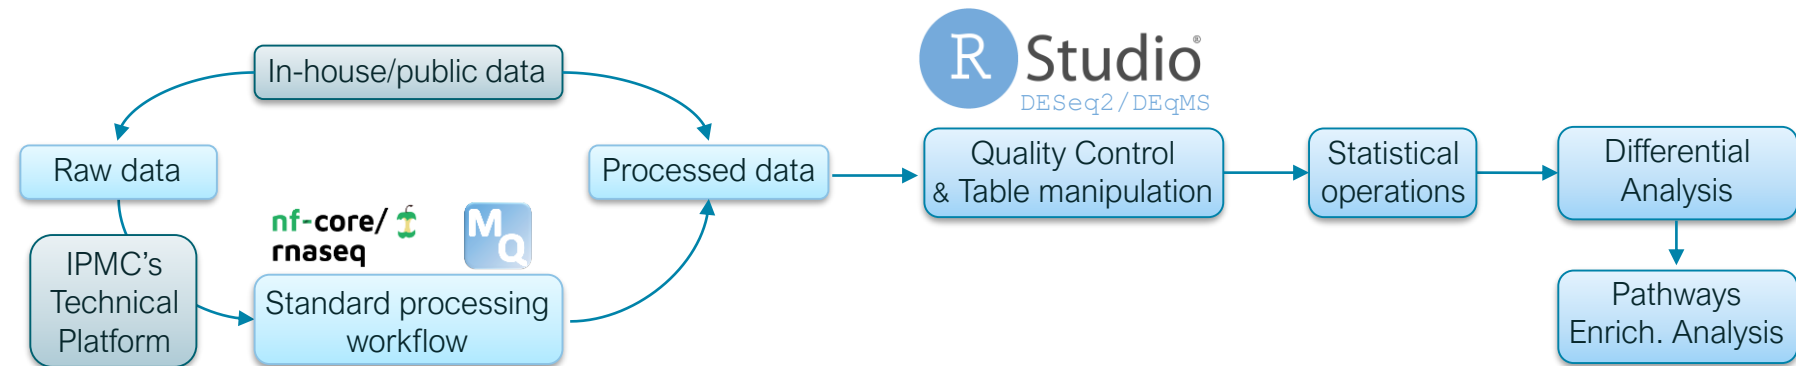 In-house/public data
Raw data
IPMC's
Technical
Platform
nf-core/
rnaseq
MQ
Standard processing
workflow
Processed data
R Studio®
DESeq2/DEqMS
Quality Control
& Table manipulation
Statistical
operations
Differential
Analysis
Pathways
Enrich. Analysis